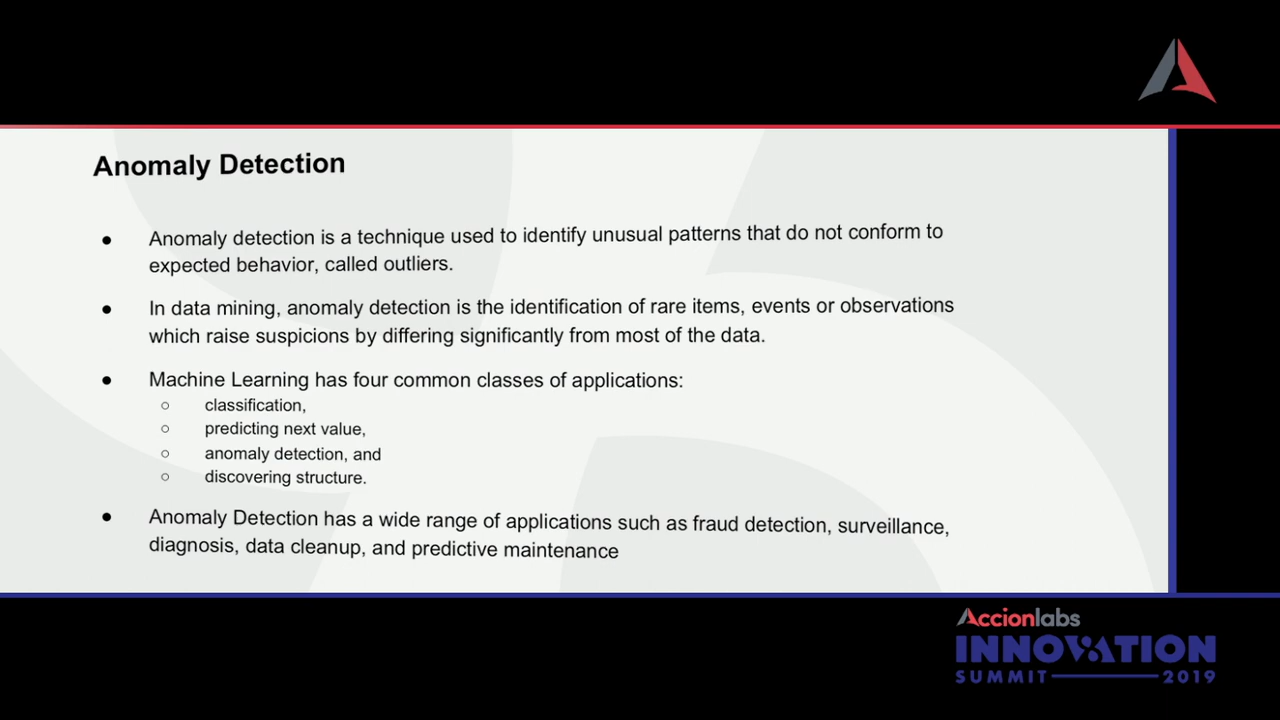 Anomaly Detection
● Anomaly detection is a technique used to identify unusual patterns that do not conform to
expected behavior, called outliers.
● In data mining, anomaly detection is the identification of rare items, events or observations
which raise suspicions by differing significantly from most of the data.
● Machine Learning has four common classes of applications:
○ classification,
○ predicting next value,
○ anomaly detection, and
○ discovering structure.
● Anomaly Detection has a wide range of applications such as fraud detection, surveillance,
diagnosis, data cleanup, and predictive maintenance
Accionlabs
INNOVATION
SUMMIT 2019